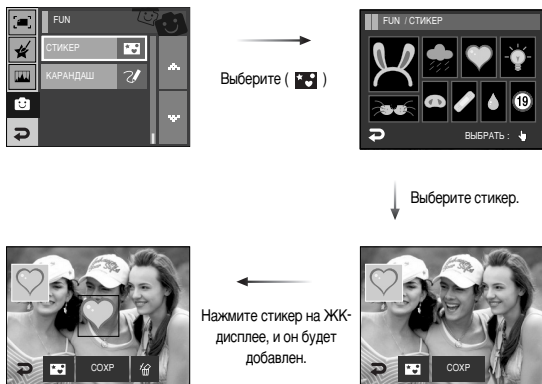 FUN
СТИКЕР
КАРАНДАШ
Выберите ( )
FUN / СТИКЕР
19
ВЫБРАТЬ :
Выберите стикер.
Нажмите стикер на ЖК-
дисплее, и он будет
добавлен.
СОХР
СОХР